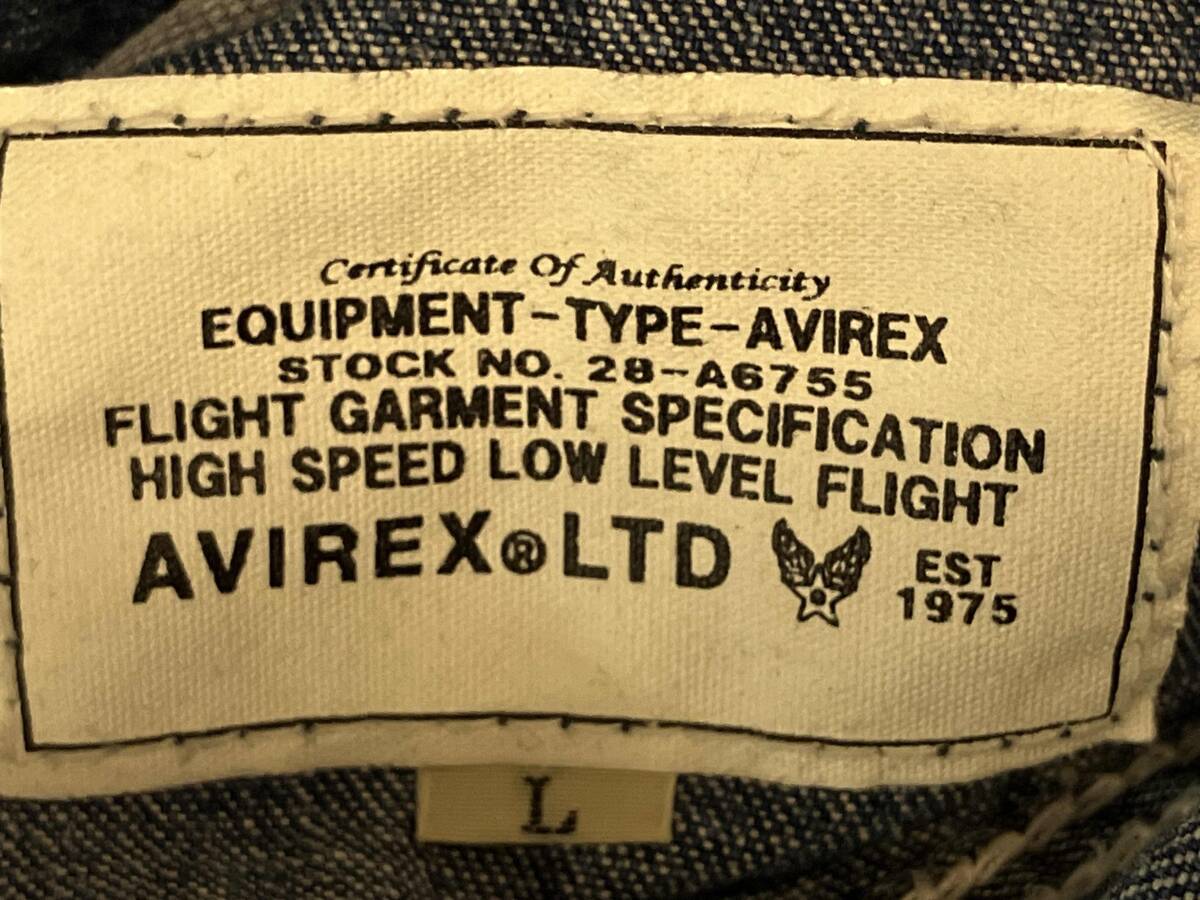 Certificate Of Authenticity
EQUIPMENT-TYPE-AVIREX
STOCK NO. 28-A6755
FLIGHT GARMENT SPECIFICATION
HIGH SPEED LOW LEVEL FLIGHT
AVIREX®LTD EST 1975
L